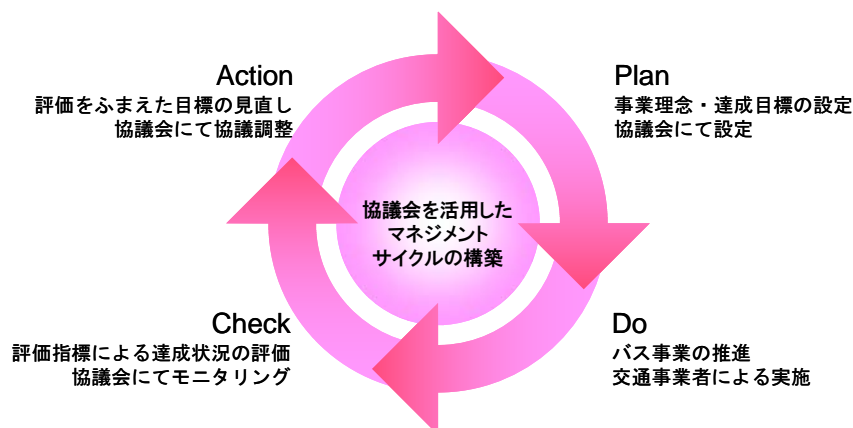 Action
評価をふまえた目標の見直し
協議会にて協議調整
Plan
事業理念・達成目標の設定
協議会にて設定
協議会を活用した
マネジメント
サイクルの構築
Check
評価指標による達成状況の評価
協議会にてモニタリング
Do
バス事業の推進
交通事業者による実施